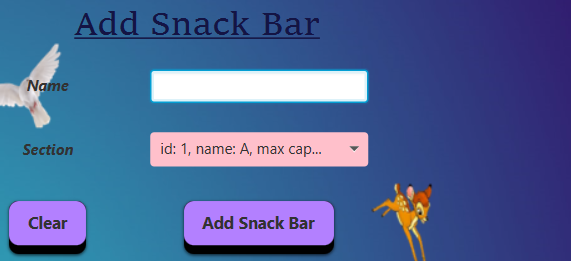 Add Snack Bar
Name
Section
id: 1, name: A, max cap...
Clear
Add Snack Bar